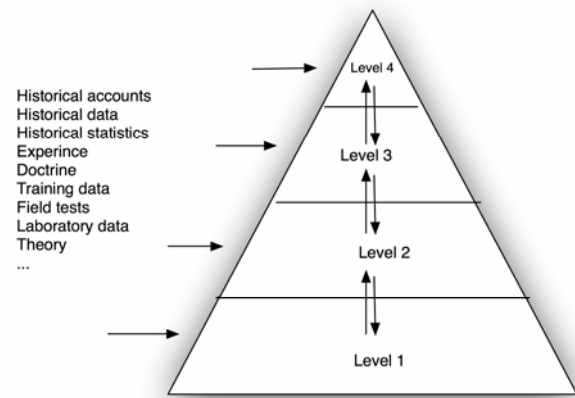 Level 4
Historical accounts
Historical data
Historical statistics
Experince
Doctrine
Training data
Field tests
Laboratory data
Theory
...
Level 3
Level 2
Level 1